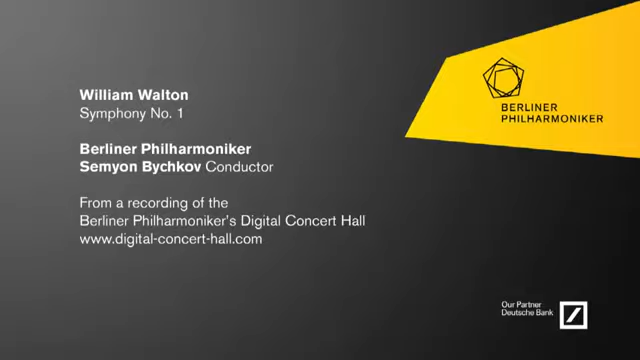 William Walton
Symphony No. 1
Berliner Philharmoniker
Semyon Bychkov Conductor
From a recording of the
Berliner Philharmoniker's Digital Concert Hall
www.digital-concert-hall.com
BERLINER
PHILHARMONIKER
Our Partner
Deutsche Bank